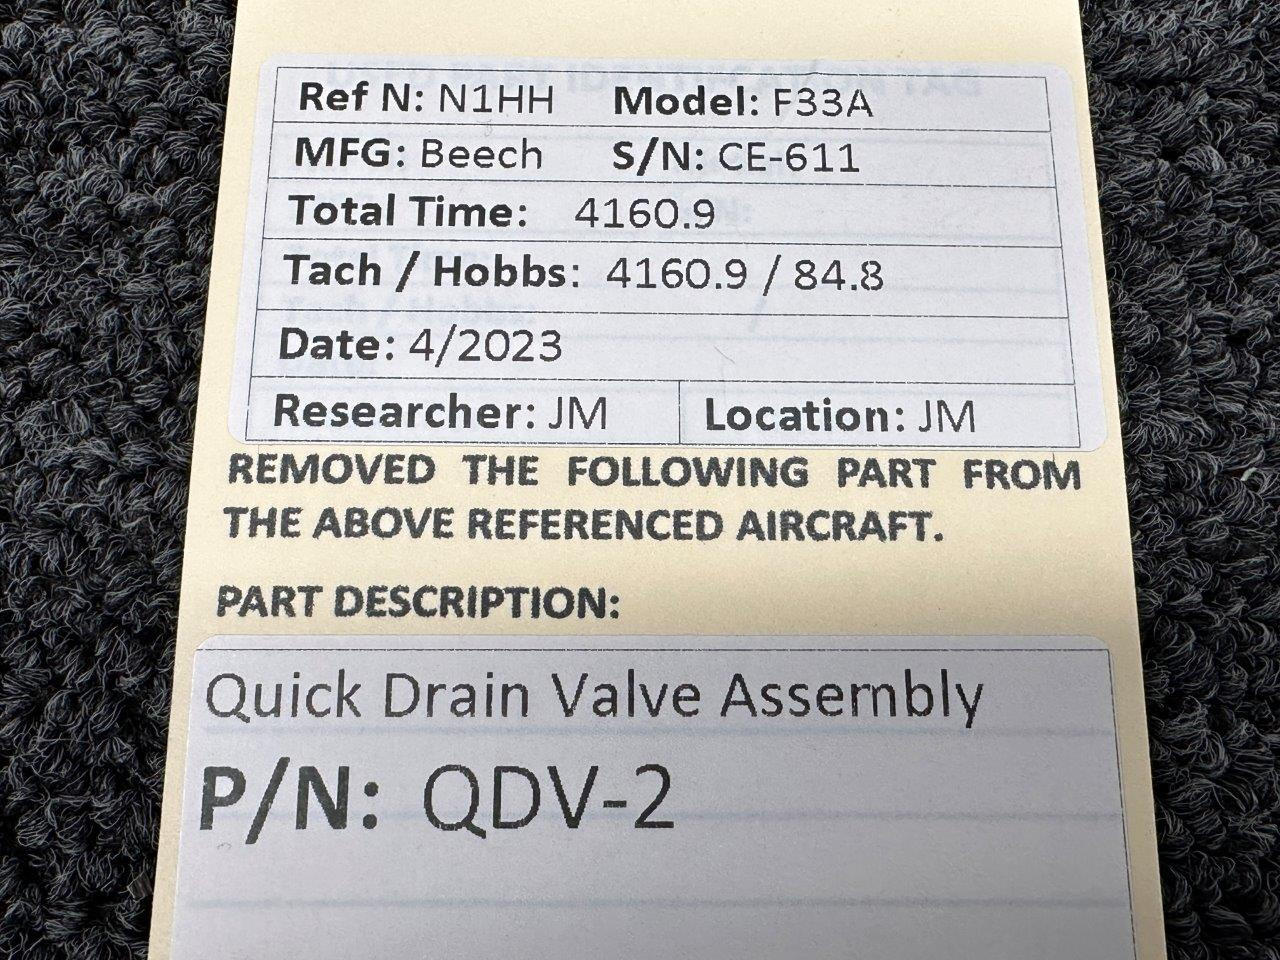 Ref N: N1HH Model: F33A
MFG: Beech S/N: CE-611
Total Time: 4160.9
Tach / Hobbs: 4160.9 / 84.8
Date: 4/2023
Researcher: JM Location: JM
REMOVED THE FOLLOWING PART FROM
THE ABOVE REFERENCED AIRCRAFT.
PART DESCRIPTION:
Quick Drain Valve Assembly
P/N: QDV-2